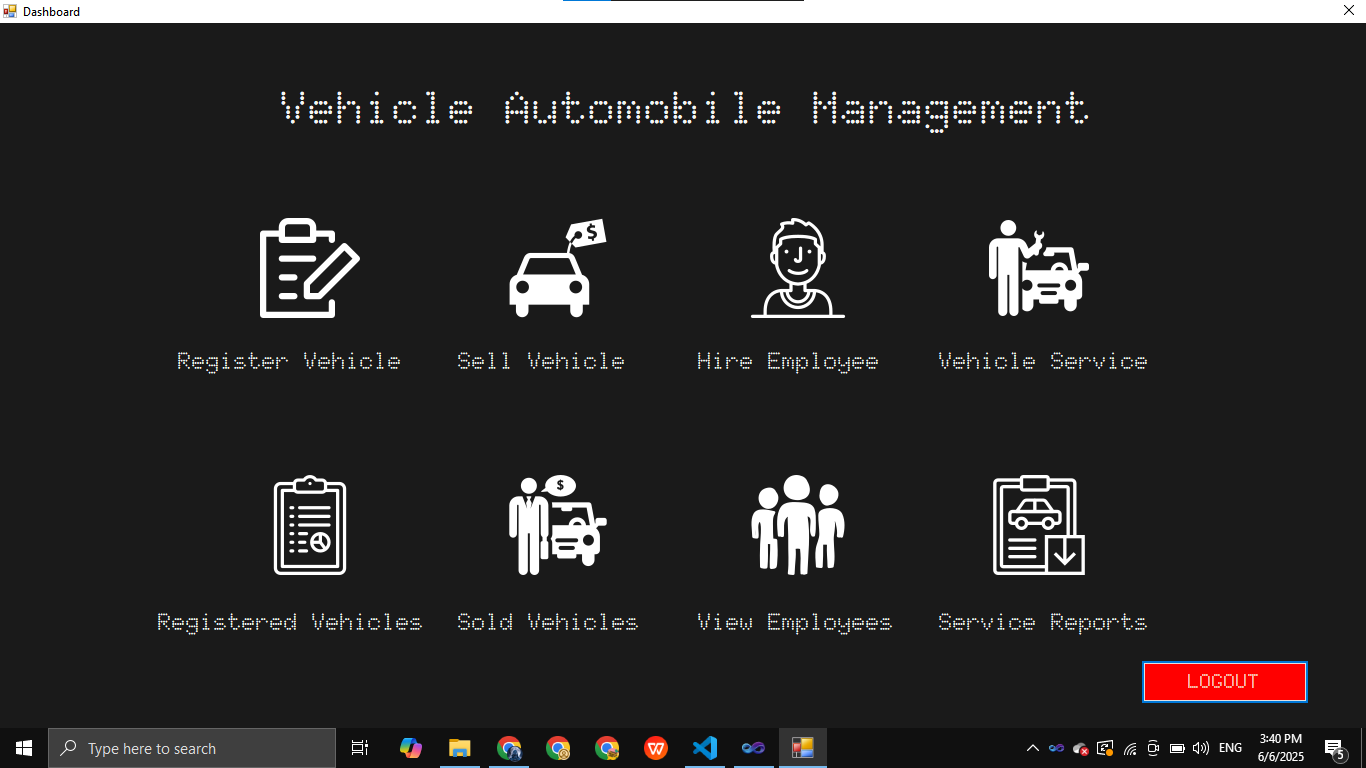 Dashboard
Vehicle Automobile Management
$
Register Vehicle
Sell Vehicle
Hire Employee
Vehicle Service
$
Registered Vehicles
Sold Vehicles
View Employees
Service Reports
LOGOUT
Type here to search
W
ENG
3:40 PM
6/6/2025
5